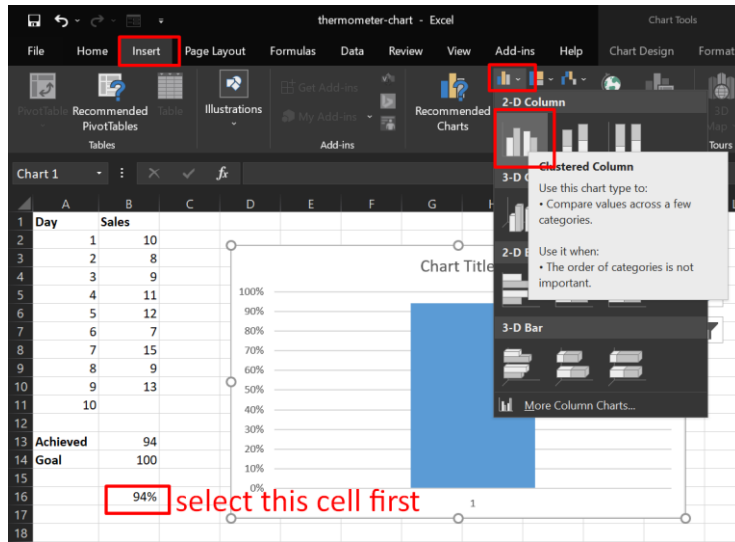 thermometer-chart - Excel
Chart Tools
File Home Insert Page Layout Formulas Data Review View Add-ins Help Chart Design Format
PivotTable Recommended PivotTables Table
Illustrations
Get Add-ins
My Add-ins
Recommended Charts
3D Map
Tables
Add-ins
Tours
2-D Column
Clustered Column
Use this chart type to:
• Compare values across a few
categories.
Use it when:
• The order of categories is not
important.
3-D
2-D
3-D Bar
More Column Charts...
Chart 1
fx
A B C D E F G H
1 Day Sales
2 1 10
3 2 8
4 3 9
5 4 11
6 5 12
7 6 7
8 7 15
9 8 9
10 9 13
11 10
12
13 Achieved 94
14 Goal 100
15
16 94%
17
18
Chart Title
100%
90%
80%
70%
60%
50%
40%
30%
20%
10%
0%
1
select this cell first